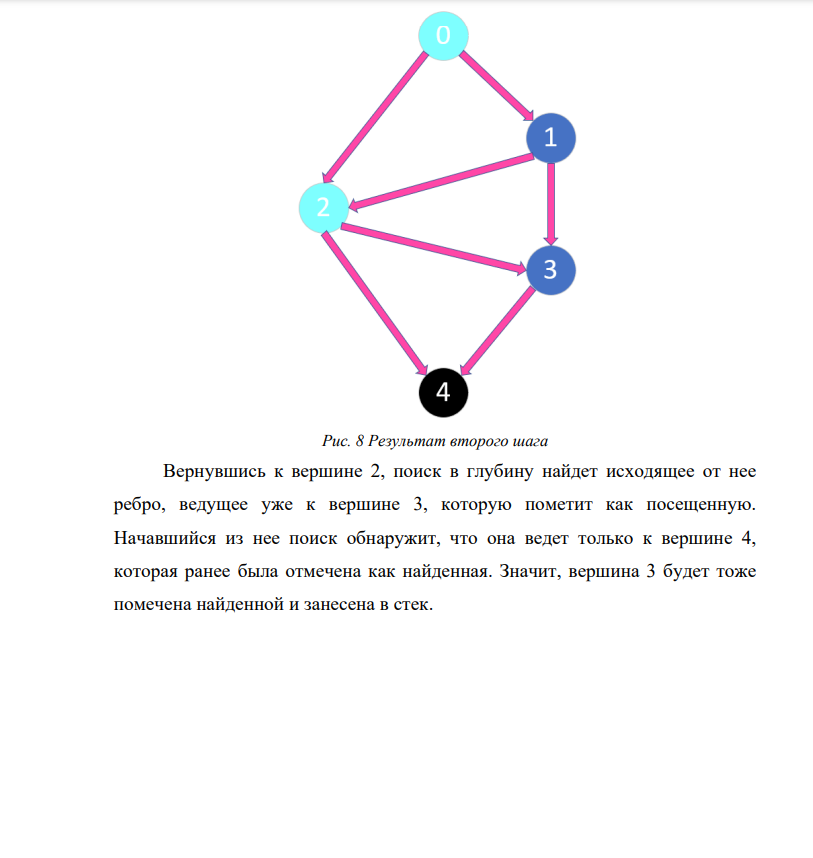 0
1
2
3
4
Рис. 8 Результат второго шага
Вернувшись к вершине 2, поиск в глубину найдет исходящее от нее
ребро, ведущее уже к вершине 3, которую пометит как посещенную.
Начавшийся из нее поиск обнаружит, что она ведет только к вершине 4,
которая ранее была отмечена как найденная. Значит, вершина 3 будет тоже
помечена найденной и занесена в стек.